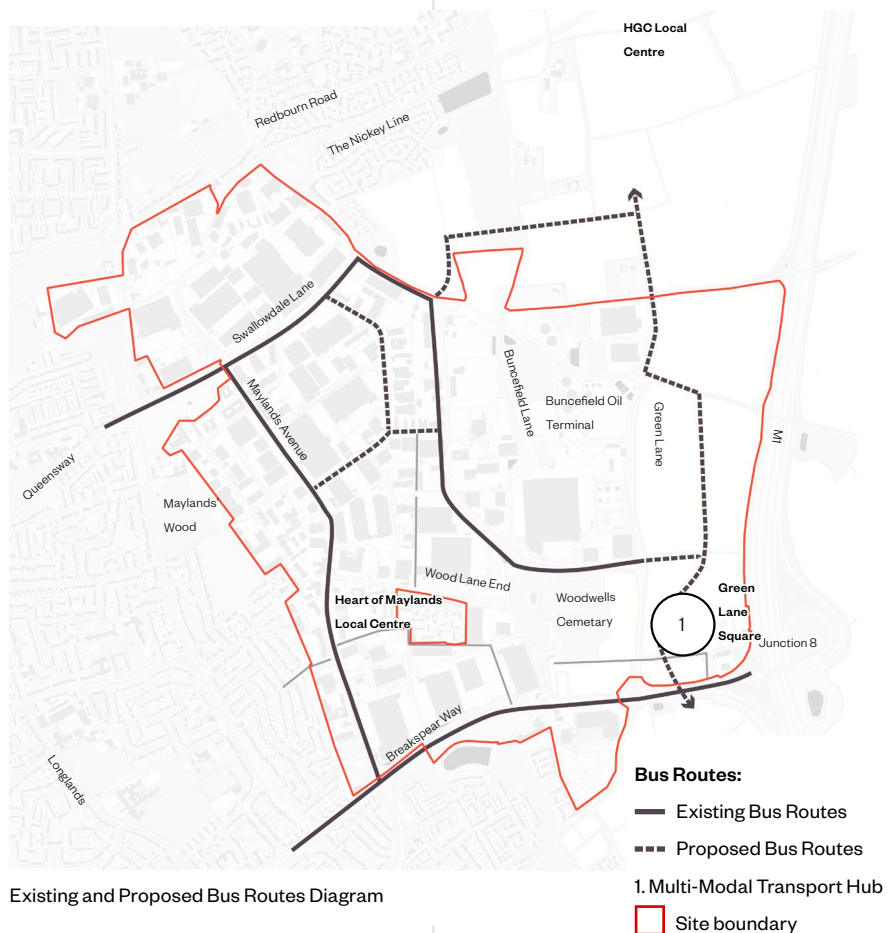 HGC Local
Centre
Redbourn Road
The Nickey Line
Swallowdale Lane
Maylands Avenue
Buncefield Lane
Buncefield Oil
Terminal
Green Lane
M1
Queensway
Maylands'
Wood
Wood Lane End
Heart of Maylands
Local Centre
Woodwells
Cemetary
1
Green
Lane
Square
Junction 8
Breakspear Way
Longlands
Bus Routes:
Existing Bus Routes
Proposed Bus Routes
1. Multi-Modal Transport Hub
Site boundary
Existing and Proposed Bus Routes Diagram